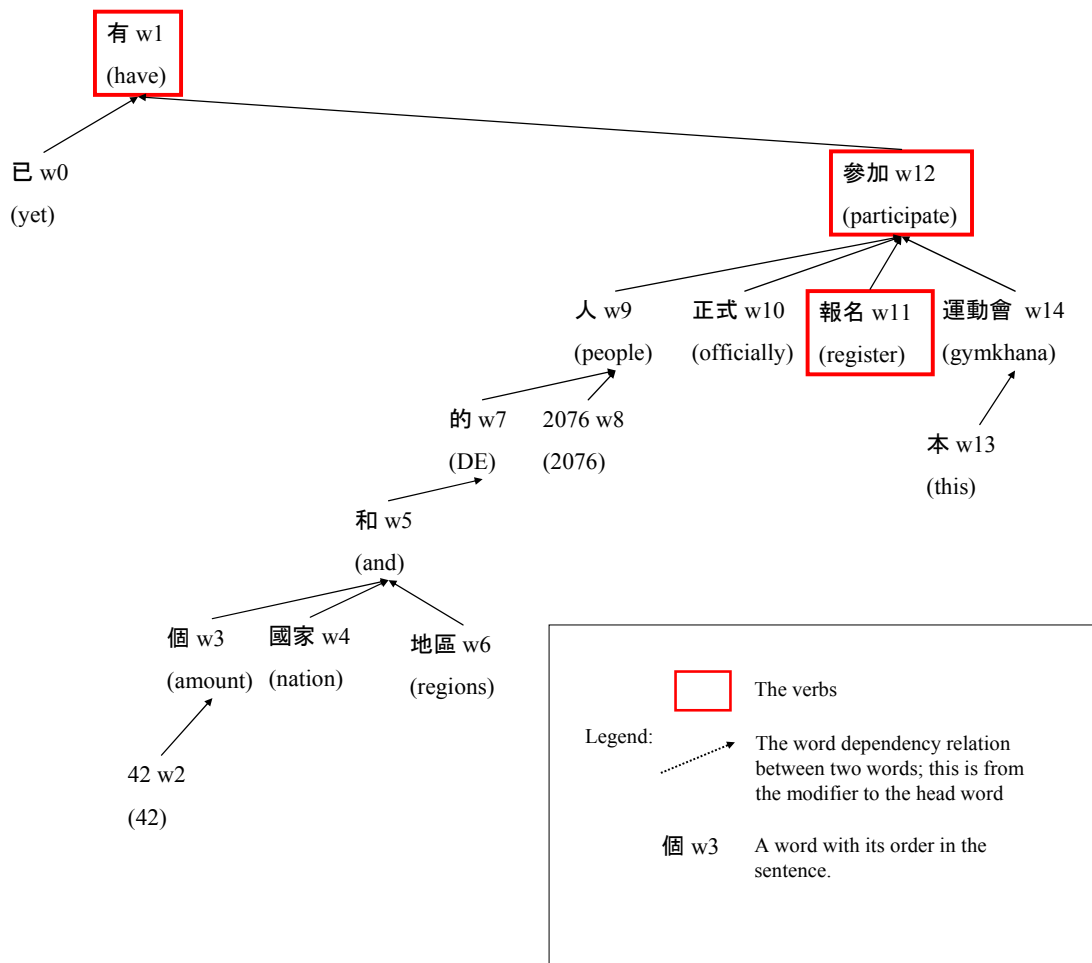 有 w1
(have)
已 w0
(yet)
參加 w12
(participate)
人 w9
(people)
正式 w10
(officially)
報名 w11
(register)
運動會 w14
(gymkhana)
的 w7
(DE)
2076 w8
(2076)
本 w13
(this)
和 w5
(and)
個 w3
(amount)
國家 w4
(nation)
地區 w6
(regions)
42 w2
(42)
The verbs
Legend:
The word dependency relation
between two words; this is from
the modifier to the head word
個 w3
A word with its order in the
sentence.